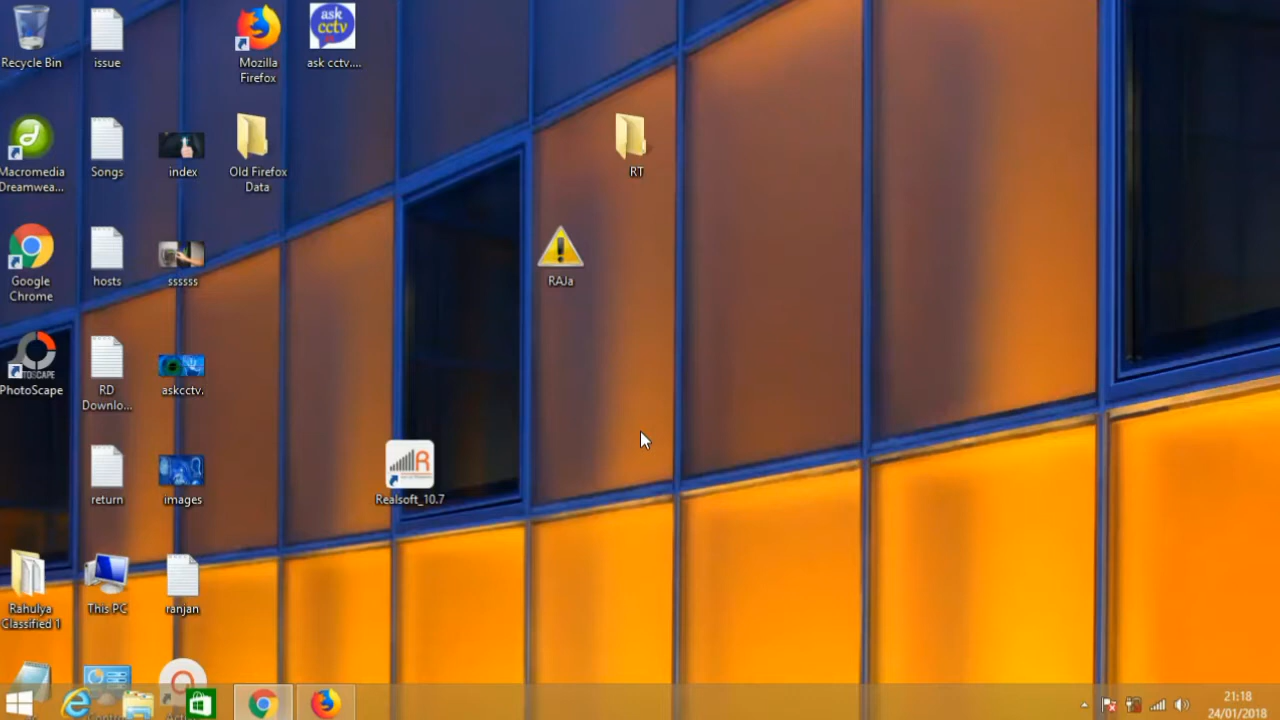 Recycle Bin
issue
Mozilla
Firefox
ask
cctv
ask cctv....
Macromedia
Dreamwea...
Songs
index
Old Firefox
Data
RT
Google
Chrome
hosts
ssssss
RAJa
PhotoScape
RD
Downlo...
askcctv.
return
images
R
Realsoft_10.7
Rahulya
Classified 1
This PC
ranjan
21:18
24/01/2018